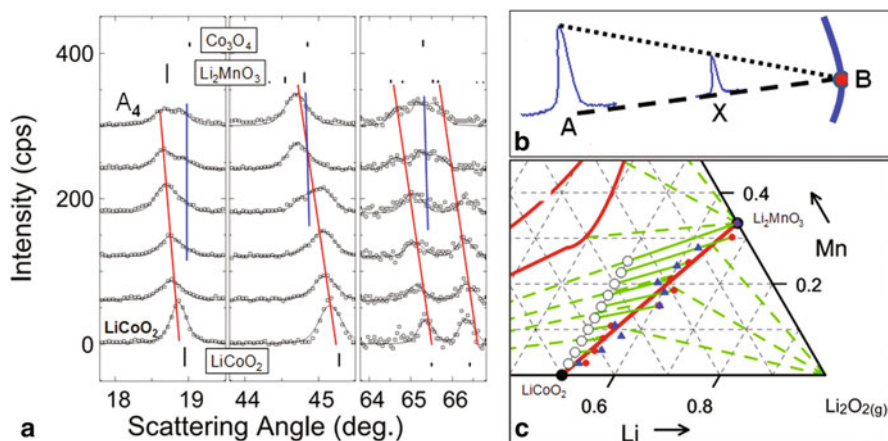 400
200
0
Intensity (cps)
Co₃O₄
Li₂MnO₃
A₄
LiCoO₂
LiCoO₂
18
19
44
45
64
65
66
Scattering Angle (deg.)
a
A
X
B
b
0.4
Li₂MnO₃
Mn
0.2
LiCoO₂
Li₂O₂(g)
0.6
0.8
Li
c